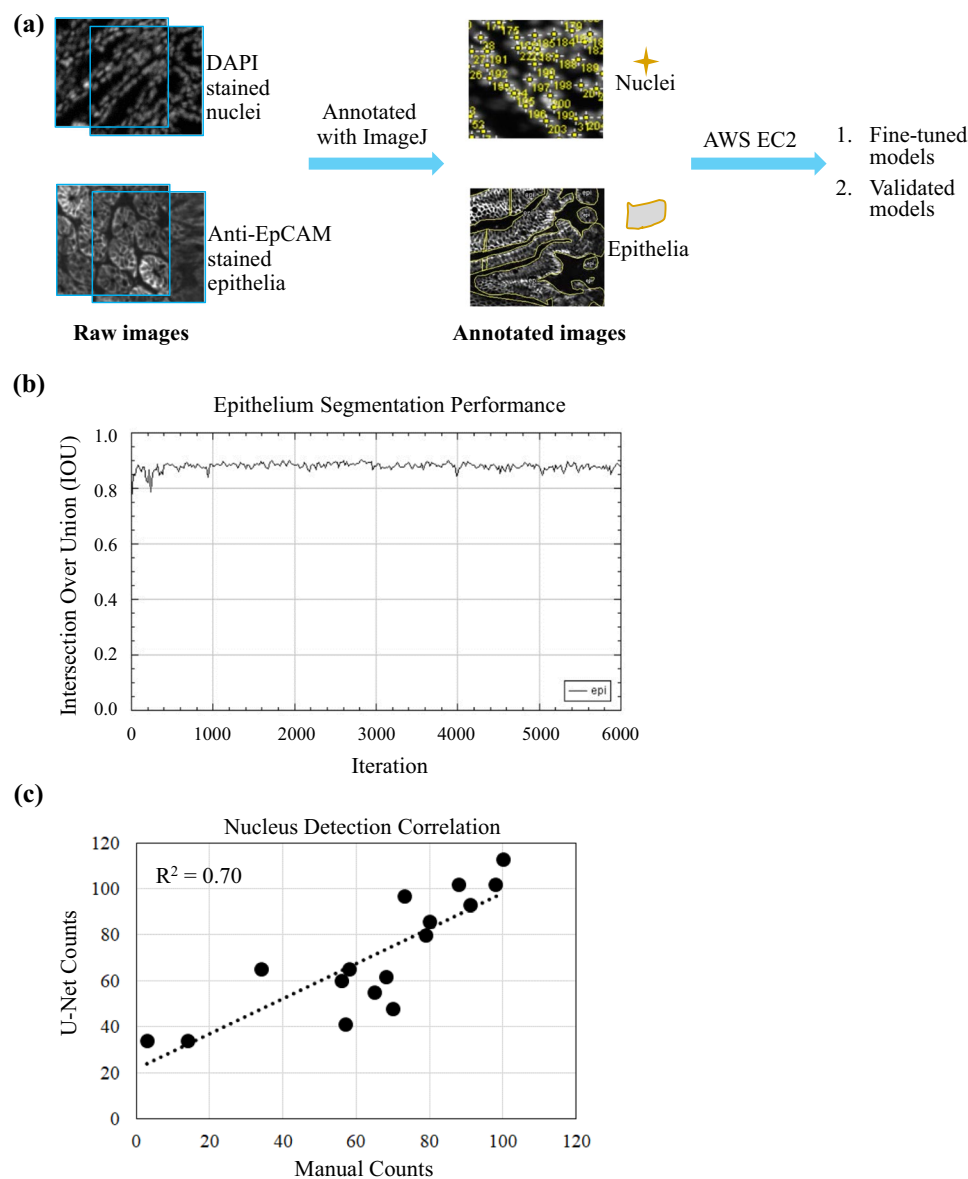 (a)
DAPI
stained
nuclei
Anti-EpCAM
stained
epithelia
Raw images
Annotated
with ImageJ
Nuclei
Epithelia
Annotated images
AWS EC2
1. Fine-tuned
models
2. Validated
models
(b)
Epithelium Segmentation Performance
Intersection Over Union (IOU)
1.0
0.8
0.6
0.4
0.2
0.0
epi
0 1000 2000 3000 4000 5000 6000
Iteration
(c)
Nucleus Detection Correlation
U-Net Counts
120
100
80
60
40
20
0
R² = 0.70
0 20 40 60 80 100 120
Manual Counts